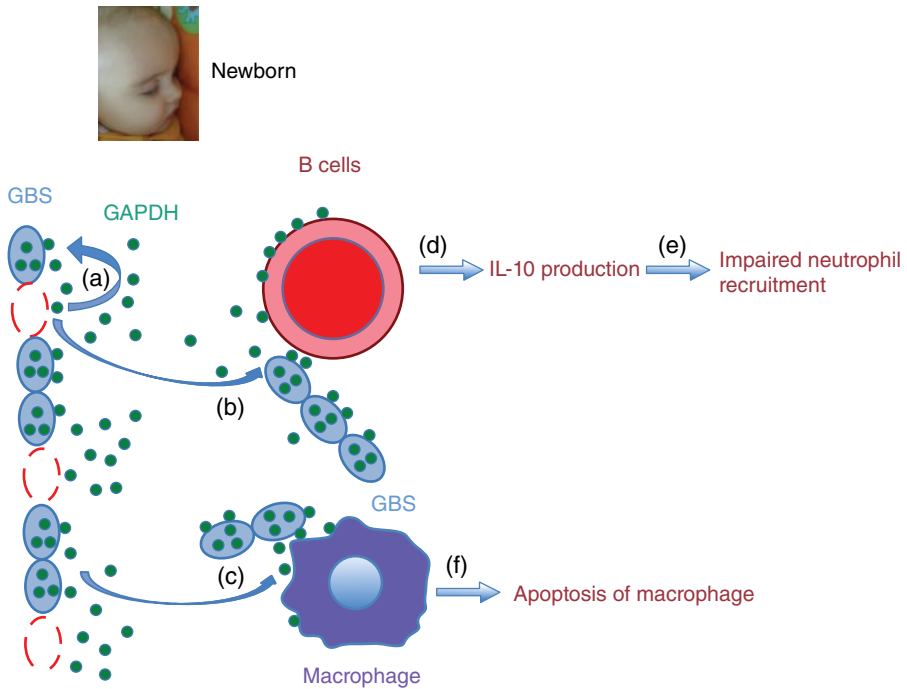 Newborn
B cells
GBS
GAPDH
(a)
(d)
IL-10 production
(e)
Impaired neutrophil
recruitment
(b)
GBS
(c)
(f)
Apoptosis of macrophage
Macrophage